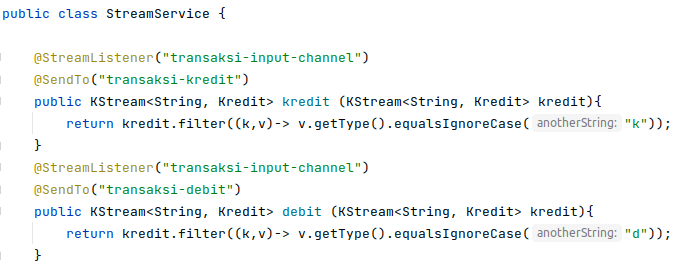 public class StreamService {
@StreamListener("transaksi-input-channel")
@SendTo("transaksi-kredit")
public KStream<String, Kredit> kredit (KStream<String, Kredit> kredit){
return kredit.filter((k,v)-> v.getType().equalsIgnoreCase( anotherString: "k"));
}
@StreamListener("transaksi-input-channel")
@SendTo("transaksi-debit")
public KStream<String, Kredit> debit (KStream<String, Kredit> kredit){
return kredit.filter((k,v)-> v.getType().equalsIgnoreCase( anotherString: "d"));
}